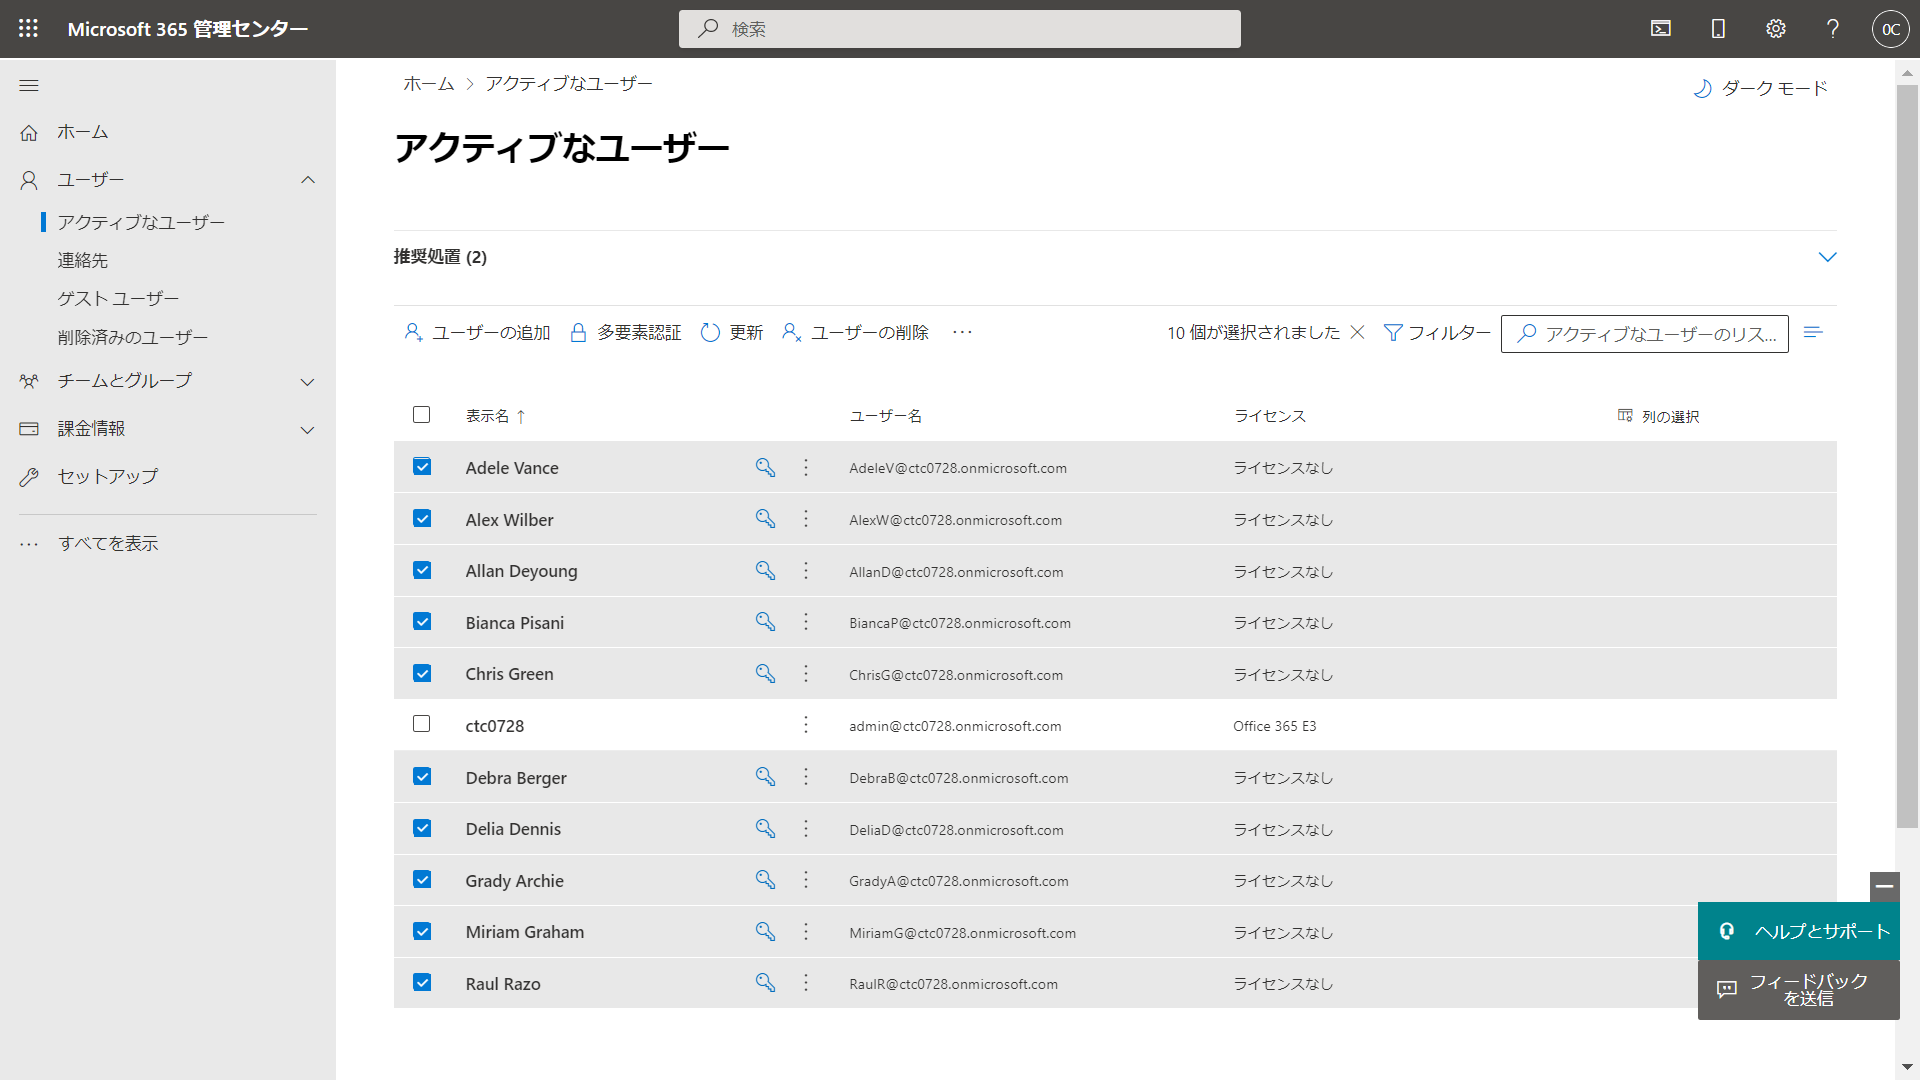 Microsoft 365 管理センター
検索
OC
ホーム
ユーザー
アクティブなユーザー
連絡先
ゲスト ユーザー
削除済みのユーザー
チームとグループ
課金情報
セットアップ
すべてを表示
ホーム > アクティブなユーザー
ダーク モード
アクティブなユーザー
推奨処置 (2)
ユーザーの追加 多要素認証 更新 ユーザーの削除 … 10 個が選択されました フィルター アクティブなユーザーのリス...
表示名 ↑ ユーザー名 ライセンス 列の選択
Adele Vance AdeleV@ctc0728.onmicrosoft.com ライセンスなし
Alex Wilber AlexW@ctc0728.onmicrosoft.com ライセンスなし
Allan Deyoung AllanD@ctc0728.onmicrosoft.com ライセンスなし
Bianca Pisani BiancaP@ctc0728.onmicrosoft.com ライセンスなし
Chris Green ChrisG@ctc0728.onmicrosoft.com ライセンスなし
ctc0728 admin@ctc0728.onmicrosoft.com Office 365 E3
Debra Berger DebraB@ctc0728.onmicrosoft.com ライセンスなし
Delia Dennis DeliaD@ctc0728.onmicrosoft.com ライセンスなし
Grady Archie GradyA@ctc0728.onmicrosoft.com ライセンスなし
Miriam Graham MiriamG@ctc0728.onmicrosoft.com ライセンスなし
Raul Razo RaulR@ctc0728.onmicrosoft.com ライセンスなし
ヘルプとサポート
フィードバック
を送信